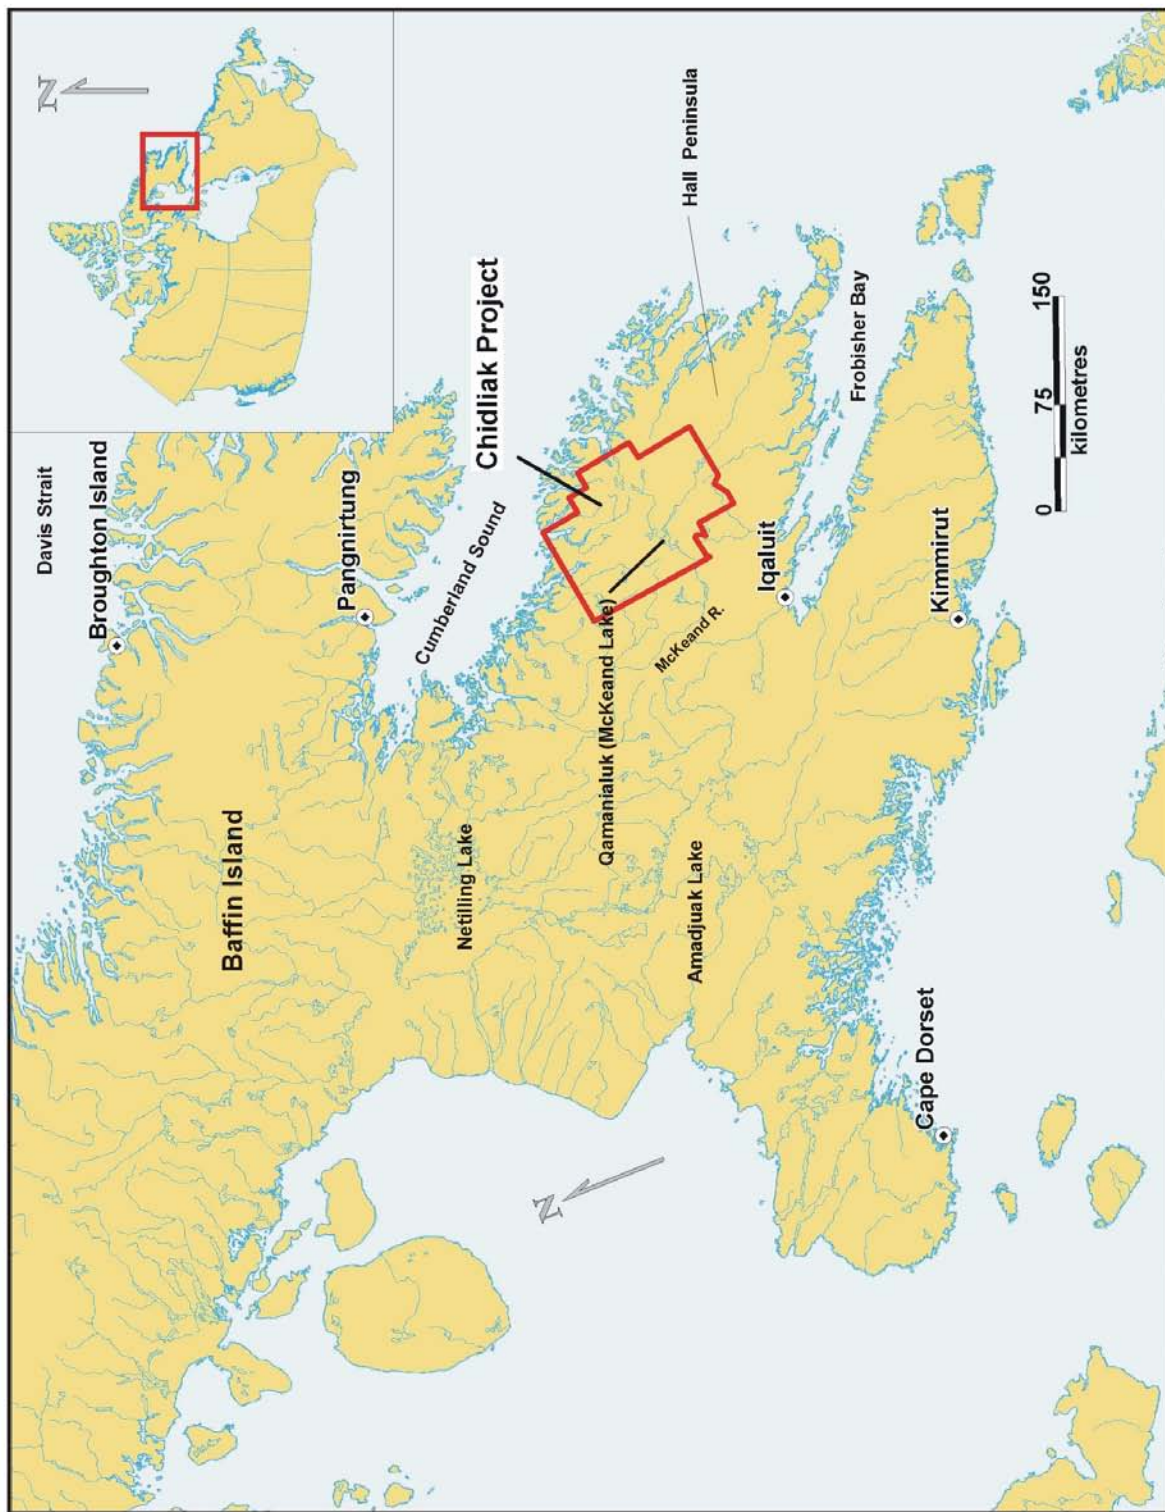 Davis Strait
Broughton Island
N
Baffin Island
Pangnirtung
Cumberland Sound
Netilling Lake
Chidliak Project
Qamanialuk (McKeand Lake)
Hall Peninsula
McKeand R.
Amadjuak Lake
N
Iqaluit
Frobisher Bay
Cape Dorset
Kimmirut
0 75 150
kilometres